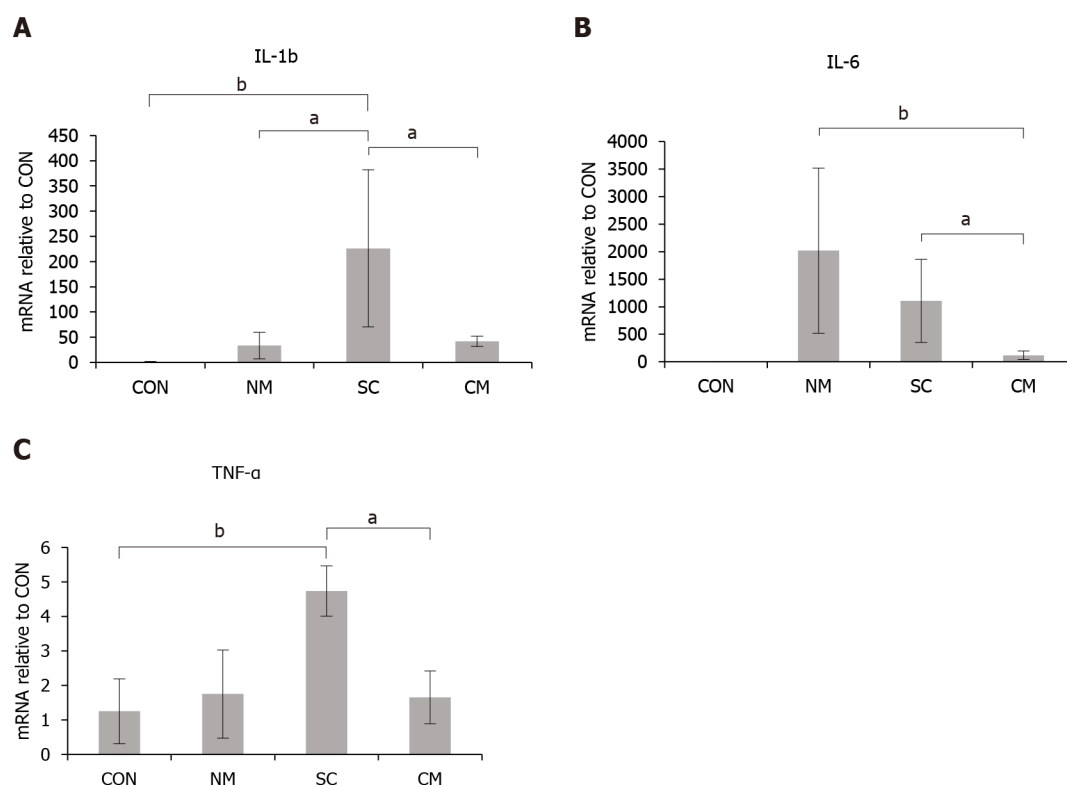 A
IL-1b
b
a
a
mRNA relative to CON
450
400
350
300
250
200
150
100
50
0
CON NM SC CM
B
IL-6
b
a
mRNA relative to CON
4000
3500
3000
2500
2000
1500
1000
500
0
CON NM SC CM
C
TNF-α
b
a
mRNA relative to CON
6
5
4
3
2
1
0
CON NM SC CM